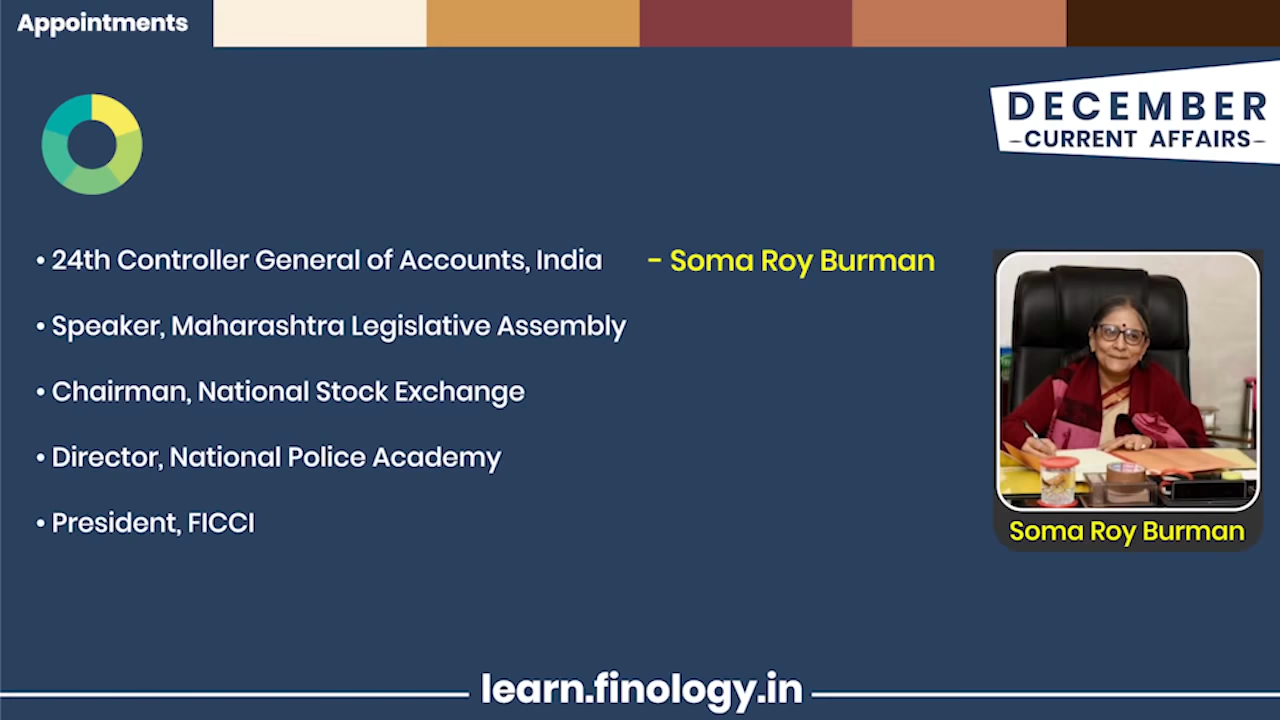 Appointments
DECEMBER
–CURRENT AFFAIRS–
• 24th Controller General of Accounts, India - Soma Roy Burman
• Speaker, Maharashtra Legislative Assembly
• Chairman, National Stock Exchange
• Director, National Police Academy
• President, FICCI
Soma Roy Burman
learn.finology.in